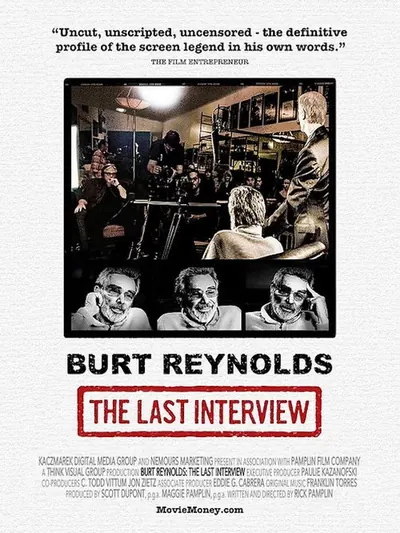 “Uncut, unscripted, uncensored - the definitive
profile of the screen legend in his own words.”
THE FILM ENTREPRENEUR
BURT REYNOLDS
THE LAST INTERVIEW
KACZMAREK DIGITAL MEDIA GROUP AND NEMOURS MARKETING PRESENT IN ASSOCIATION WITH PAMPLIN FILM COMPANY
A THINK VISUAL GROUP PRODUCTION BURT REYNOLDS: THE LAST INTERVIEW EXECUTIVE PRODUCER PAULIE KAZANOFSKI
CO-PRODUCERS C. TODD VITTUM JON ZIETZ ASSOCIATE PRODUCER EDDIE G. CABRERA ORIGINAL MUSIC FRANKLIN TORRES
PRODUCED BY SCOTT DUPONT, p.g.a. MAGGIE PAMPLIN, p.g.a. WRITTEN AND DIRECTED BY RICK PAMPLIN
MovieMoney.com